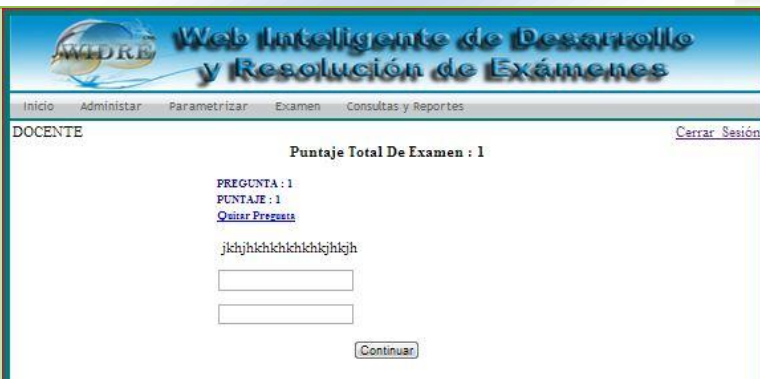 WIDRE
Web Inteligente de Desarrollo
y Resolución de Exámenes
Inicio Administar Parametrizar Examen Consultas y Reportes
DOCENTE Cerrar Sesión
Puntaje Total De Examen : 1
PREGUNTA : 1
PUNTAJE : 1
Quitar Pregunta
jkhjhkhkhkhkhkjhkjh
Continuar